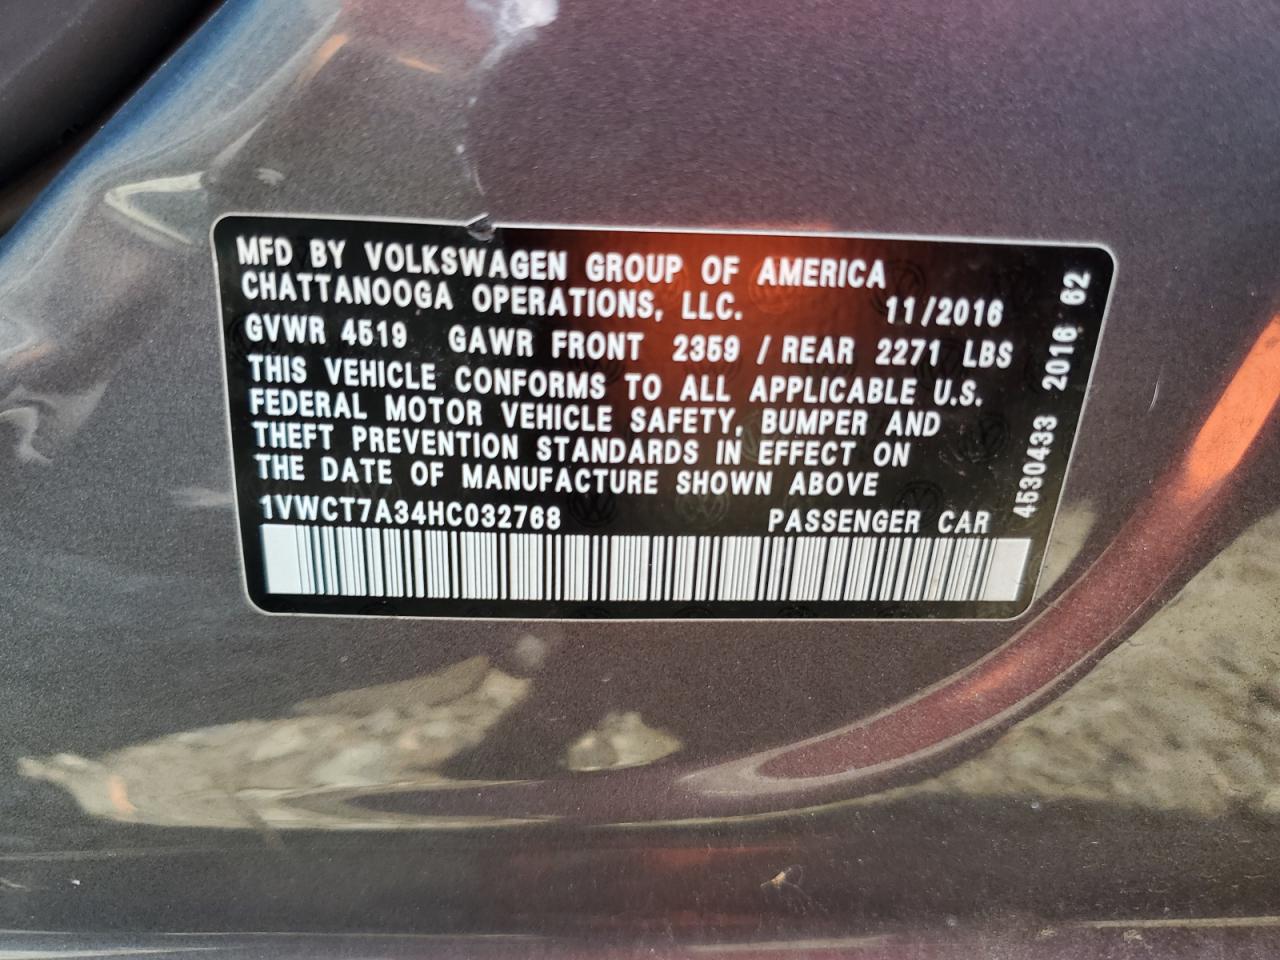 MFD BY VOLKSWAGEN GROUP OF AMERICA
CHATTANOOGA OPERATIONS, LLC. 11/2016
GVWR 4519 GAWR FRONT 2359 / REAR 2271 LBS
THIS VEHICLE CONFORMS TO ALL APPLICABLE U.S.
FEDERAL MOTOR VEHICLE SAFETY, BUMPER AND
THEFT PREVENTION STANDARDS IN EFFECT ON
THE DATE OF MANUFACTURE SHOWN ABOVE
1VWCT7A34HC032768 PASSENGER CAR
4530433 2016 62